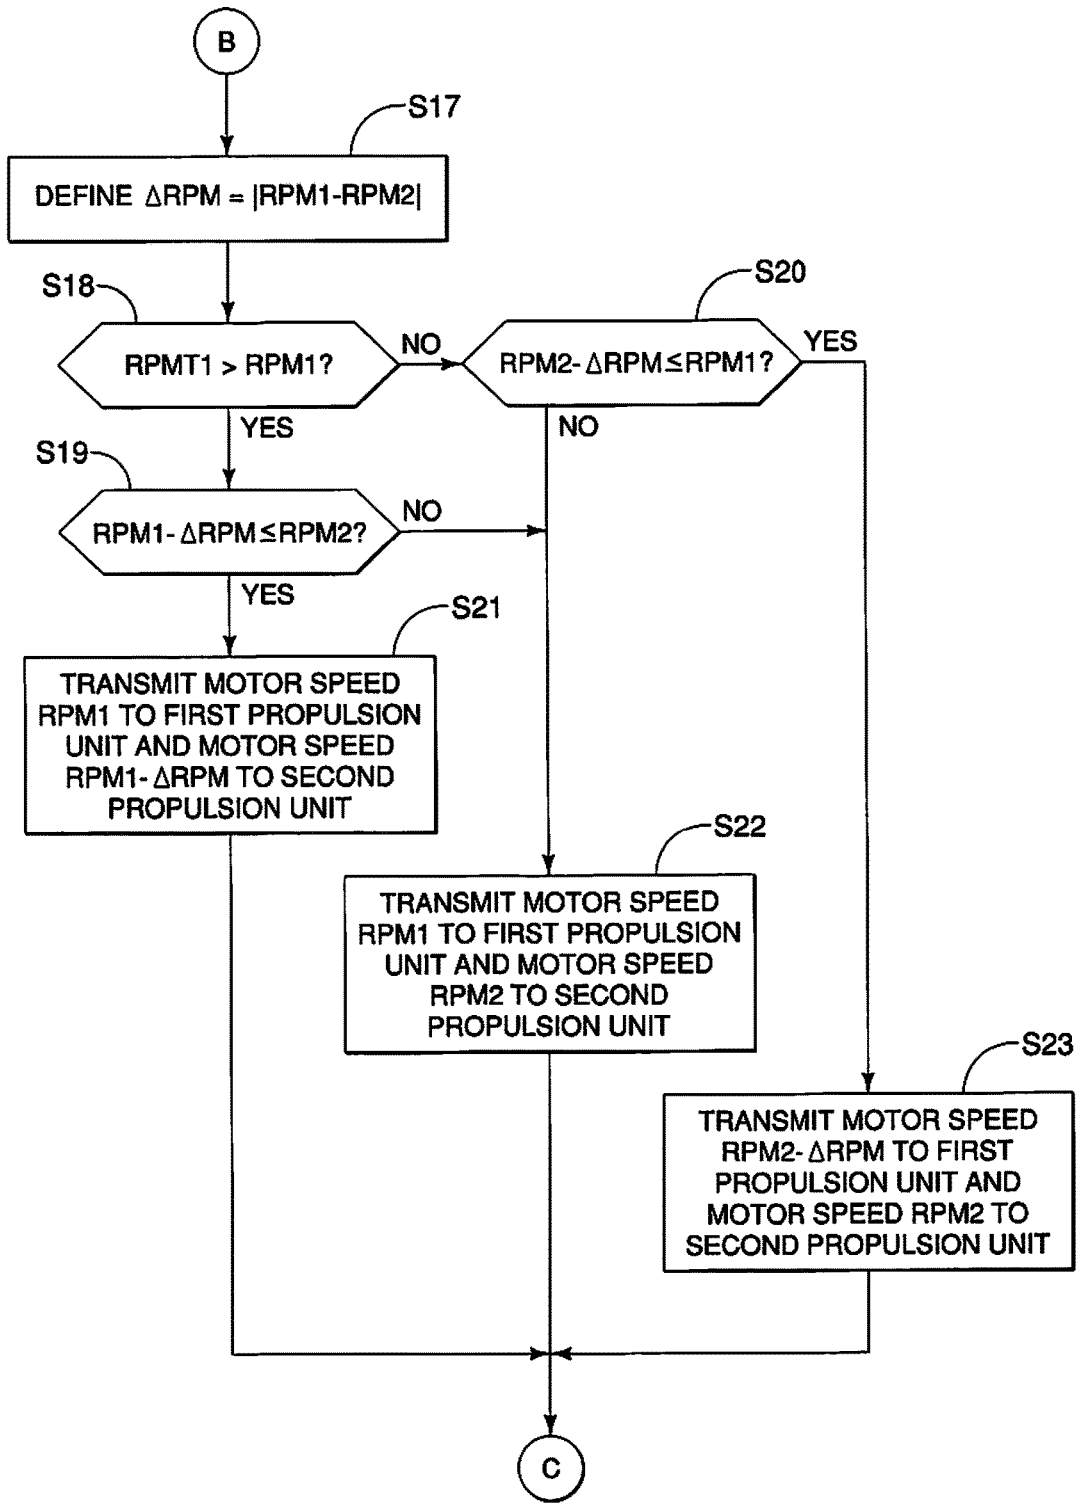 B
S17
DEFINE ΔRPM = |RPM1-RPM2|
S18
S20
RPMT1 > RPM1?
NO
RPM2- ΔRPM≤RPM1?
YES
YES
NO
S19
RPM1- ΔRPM≤RPM2?
NO
YES
S21
TRANSMIT MOTOR SPEED
RPM1 TO FIRST PROPULSION
UNIT AND MOTOR SPEED
RPM1- ΔRPM TO SECOND
PROPULSION UNIT
S22
TRANSMIT MOTOR SPEED
RPM1 TO FIRST PROPULSION
UNIT AND MOTOR SPEED
RPM2 TO SECOND
PROPULSION UNIT
S23
TRANSMIT MOTOR SPEED
RPM2- ΔRPM TO FIRST
PROPULSION UNIT AND
MOTOR SPEED RPM2 TO
SECOND PROPULSION UNIT
C